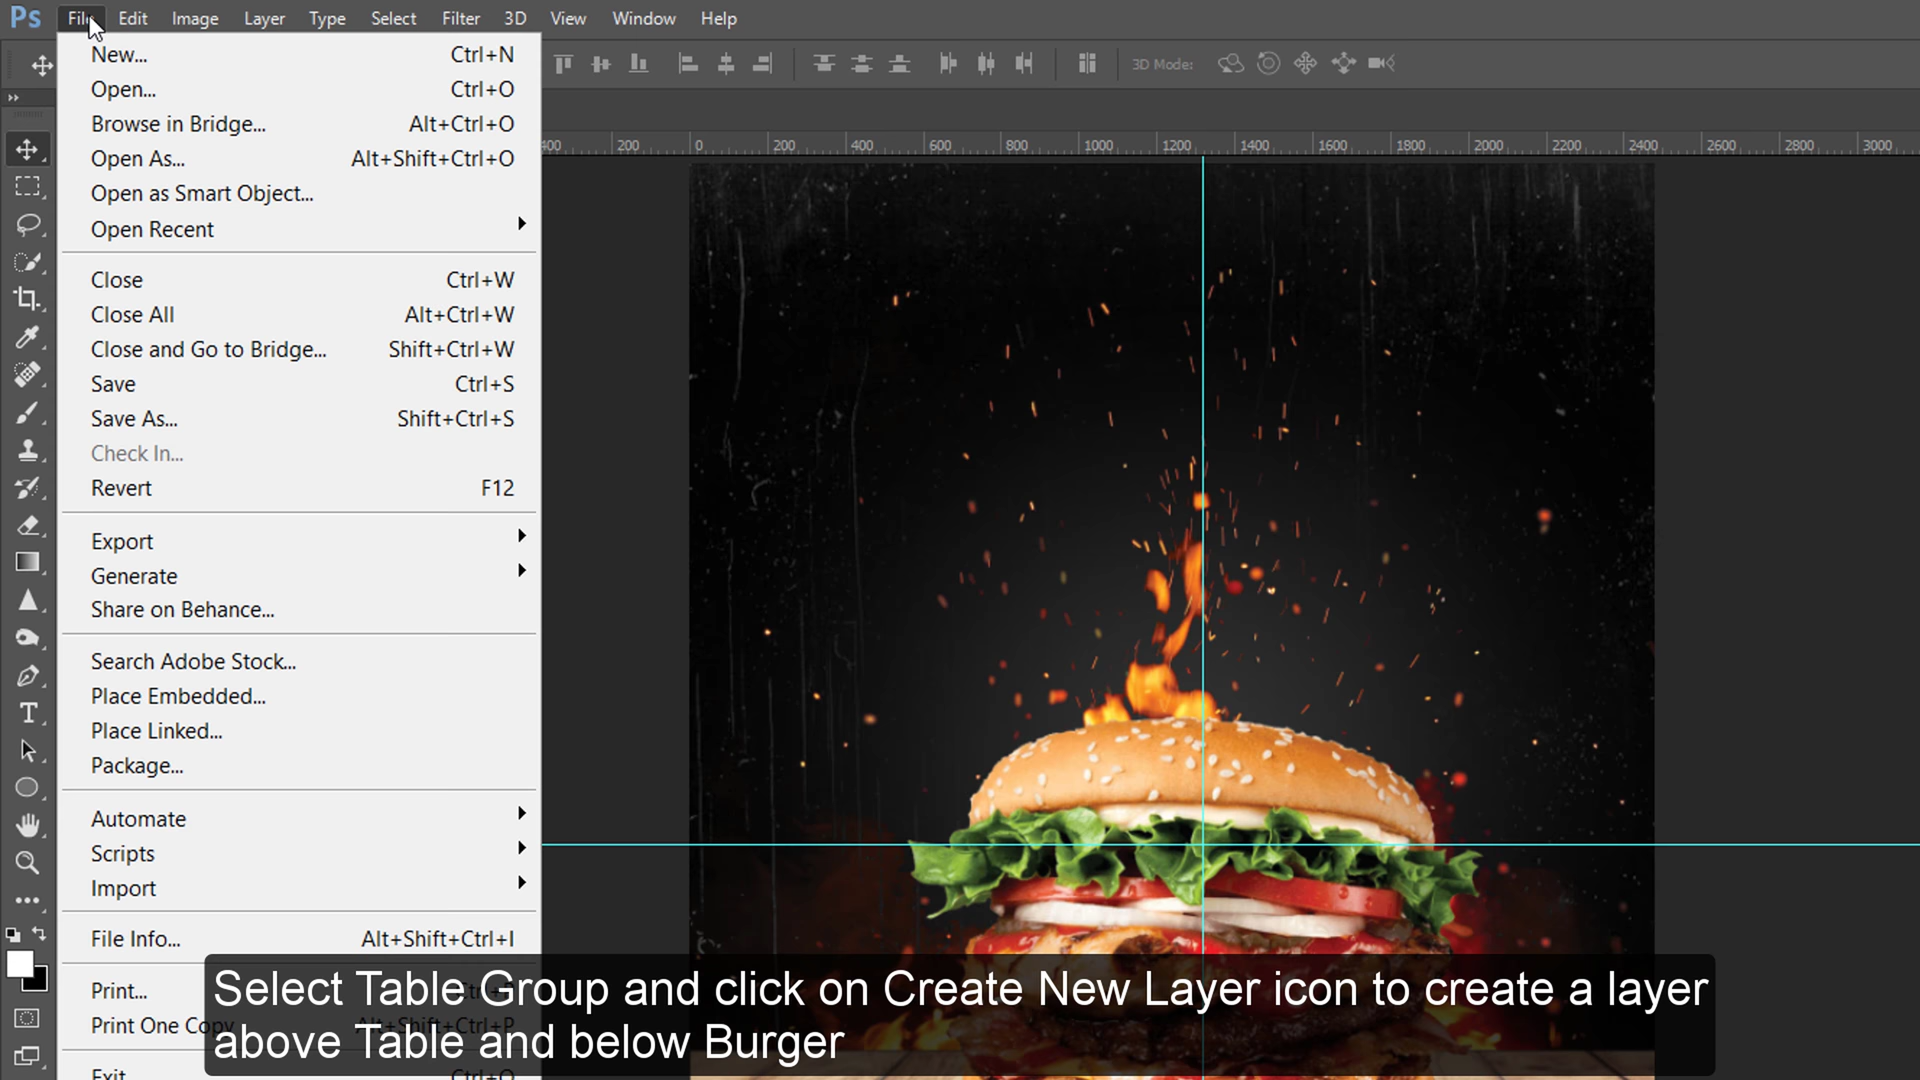 Ps File Edit Image Layer Type Select Filter 3D View Window Help
3D Mode:
New... Ctrl+N
Open... Ctrl+O
Browse in Bridge... Alt+Ctrl+O
Open As... Alt+Shift+Ctrl+O
Open as Smart Object...
Open Recent
Close Ctrl+W
Close All Alt+Ctrl+W
Close and Go to Bridge... Shift+Ctrl+W
Save Ctrl+S
Save As... Shift+Ctrl+S
Check In...
Revert F12
Export
Generate
Share on Behance...
Search Adobe Stock...
Place Embedded...
Place Linked...
Package...
Automate
Scripts
Import
File Info... Alt+Shift+Ctrl+I
Print... Ctrl+P
Print One Copy Alt+Shift+Ctrl+P
Exit Ctrl+Q
400 200 0 200 400 600 800 1000 1200 1400 1600 1800 2000 2200 2400 2600 2800 3000
Select Table Group and click on Create New Layer icon to create a layer
above Table and below Burger